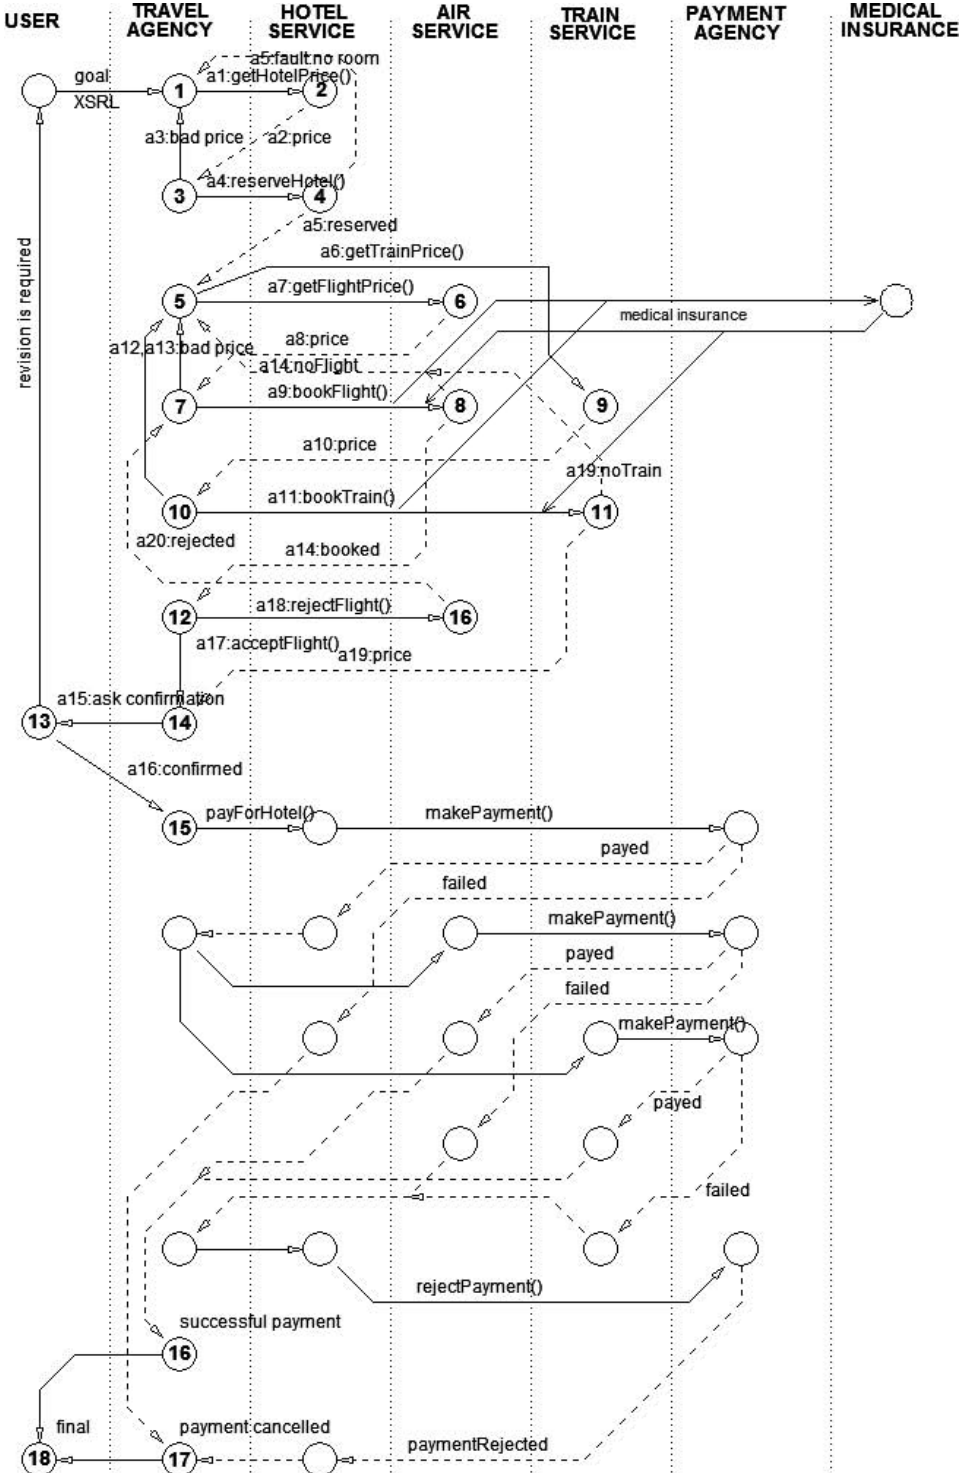 USER
TRAVEL
AGENCY
HOTEL
SERVICE
AIR
SERVICE
TRAIN
SERVICE
PAYMENT
AGENCY
MEDICAL
INSURANCE
a5:fault:no room
goal
XSRL
1
a1:getHotelPrice()
2
a3:bad price
a2:price
3
a4:reserveHotel()
4
a5:reserved
a6:getTrainPrice()
revision is required
5
a7:getFlightPrice()
6
medical insurance
a8:price
a12,a13:bad price
a14:noFlight
7
a9:bookFlight()
8
9
a10:price
a19:noTrain
10
a11:bookTrain()
11
a20:rejected
a14:booked
12
a18:rejectFlight()
16
a17:acceptFlight()
a19:price
a15:ask confirmation
13
14
a16:confirmed
15
payForHotel()
makePayment()
payed
failed
makePayment()
payed
failed
makePayment()
payed
failed
rejectPayment()
successful payment
16
final
payment cancelled
paymentRejected
18
17